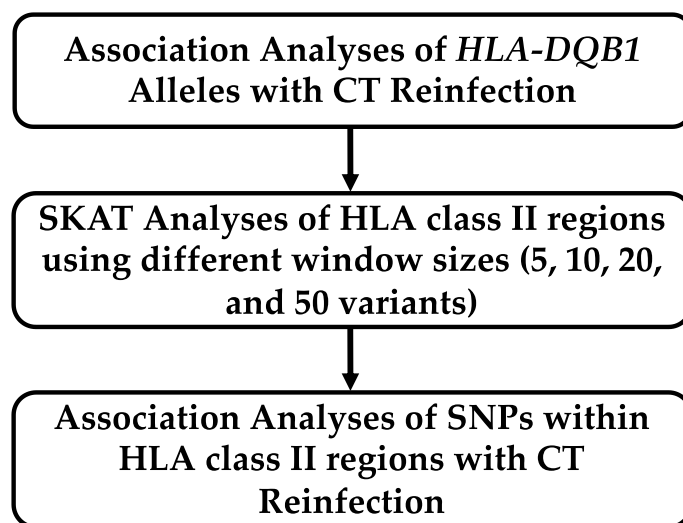 Association Analyses of HLA-DQB1
Alleles with CT Reinfection
SKAT Analyses of HLA class II regions
using different window sizes (5, 10, 20,
and 50 variants)
Association Analyses of SNPs within
HLA class II regions with CT
Reinfection